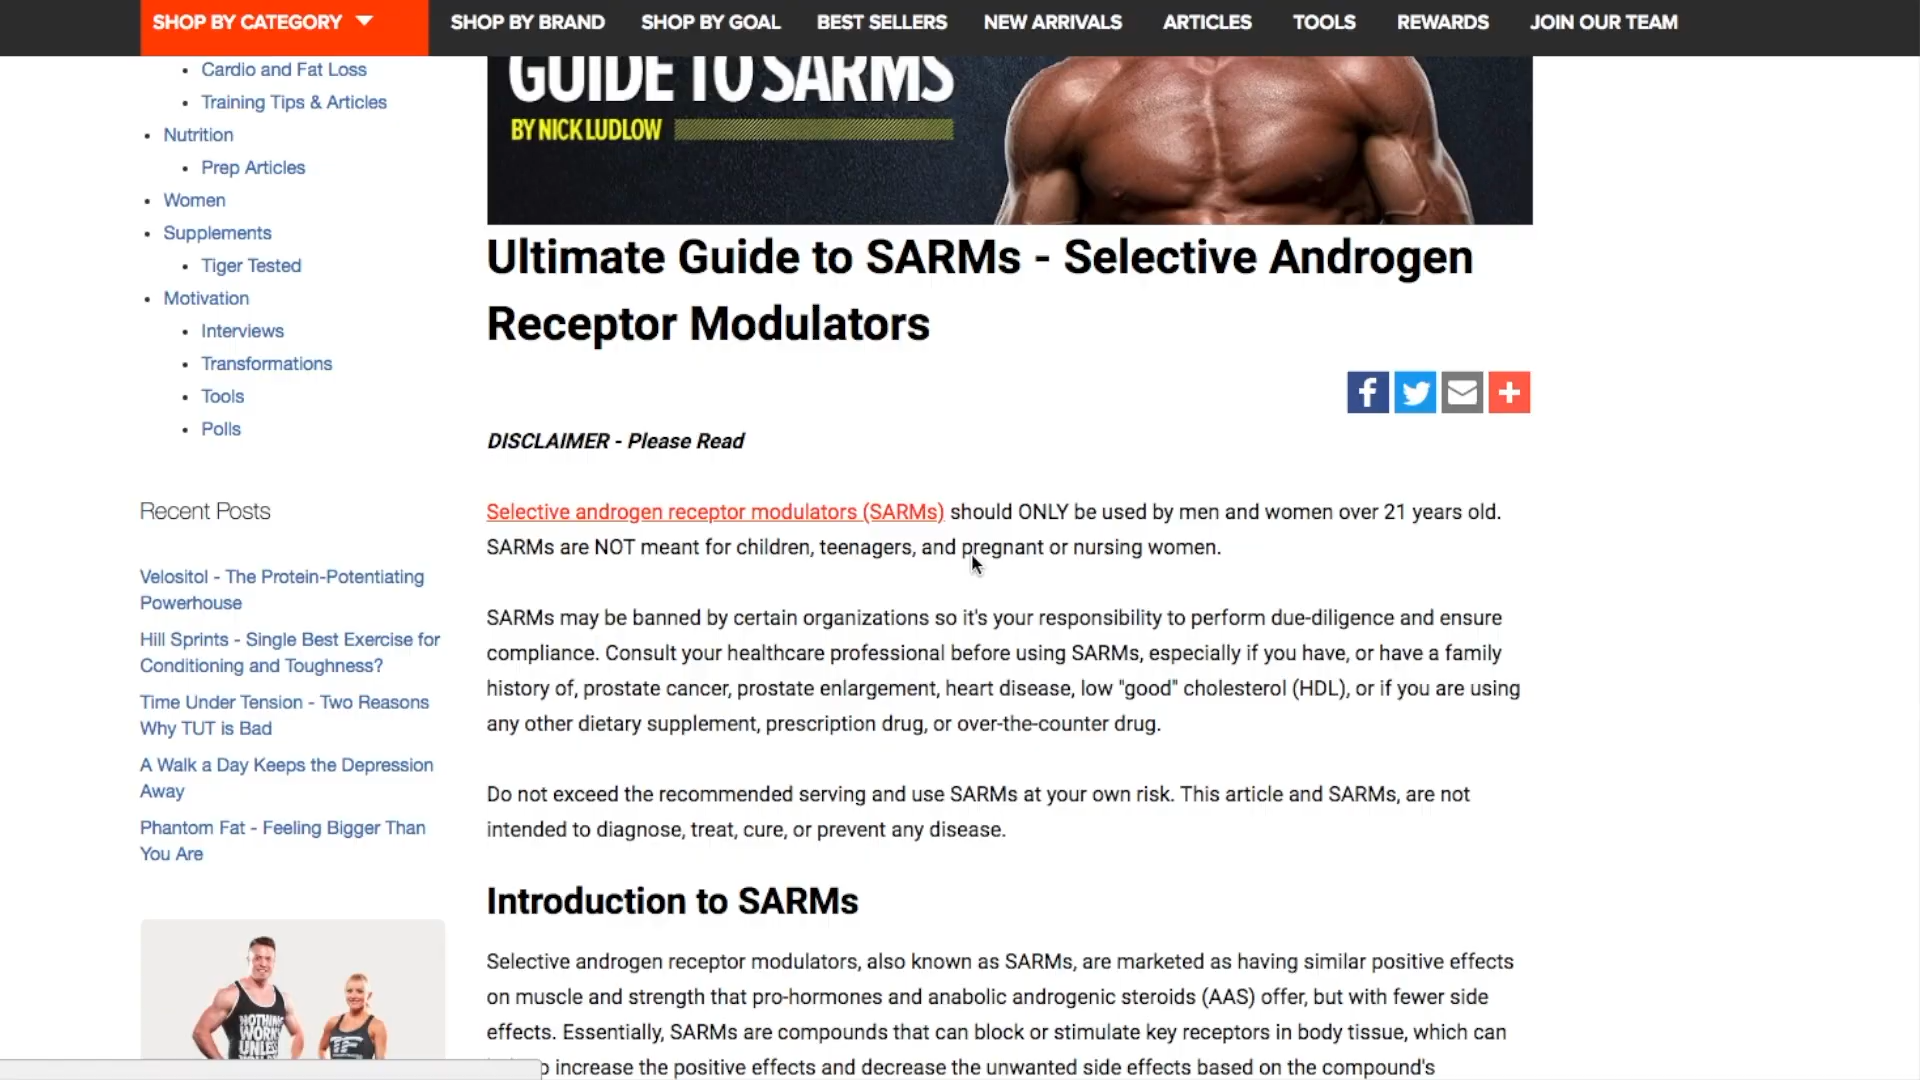 SHOP BY CATEGORY
SHOP BY BRAND
SHOP BY GOAL
BEST SELLERS
NEW ARRIVALS
ARTICLES
TOOLS
REWARDS
JOIN OUR TEAM
Cardio and Fat Loss
Training Tips & Articles
Nutrition
Prep Articles
Women
Supplements
Tiger Tested
Motivation
Interviews
Transformations
Tools
Polls
Recent Posts
Velositol - The Protein-Potentiating
Powerhouse
Hill Sprints - Single Best Exercise for
Conditioning and Toughness?
Time Under Tension - Two Reasons
Why TUT is Bad
A Walk a Day Keeps the Depression
Away
Phantom Fat - Feeling Bigger Than
You Are
NOTHING
WORKS
UNLESS
TF
GUIDE TO SARMS
BY NICK LUDLOW
Ultimate Guide to SARMs - Selective Androgen
Receptor Modulators
DISCLAIMER - Please Read
Selective androgen receptor modulators (SARMs) should ONLY be used by men and women over 21 years old.
SARMs are NOT meant for children, teenagers, and pregnant or nursing women.
SARMs may be banned by certain organizations so it's your responsibility to perform due-diligence and ensure
compliance. Consult your healthcare professional before using SARMs, especially if you have, or have a family
history of, prostate cancer, prostate enlargement, heart disease, low "good" cholesterol (HDL), or if you are using
any other dietary supplement, prescription drug, or over-the-counter drug.
Do not exceed the recommended serving and use SARMs at your own risk. This article and SARMs, are not
intended to diagnose, treat, cure, or prevent any disease.
Introduction to SARMs
Selective androgen receptor modulators, also known as SARMs, are marketed as having similar positive effects
on muscle and strength that pro-hormones and anabolic androgenic steroids (AAS) offer, but with fewer side
effects. Essentially, SARMs are compounds that can block or stimulate key receptors in body tissue, which can
increase the positive effects and decrease the unwanted side effects based on the compound's